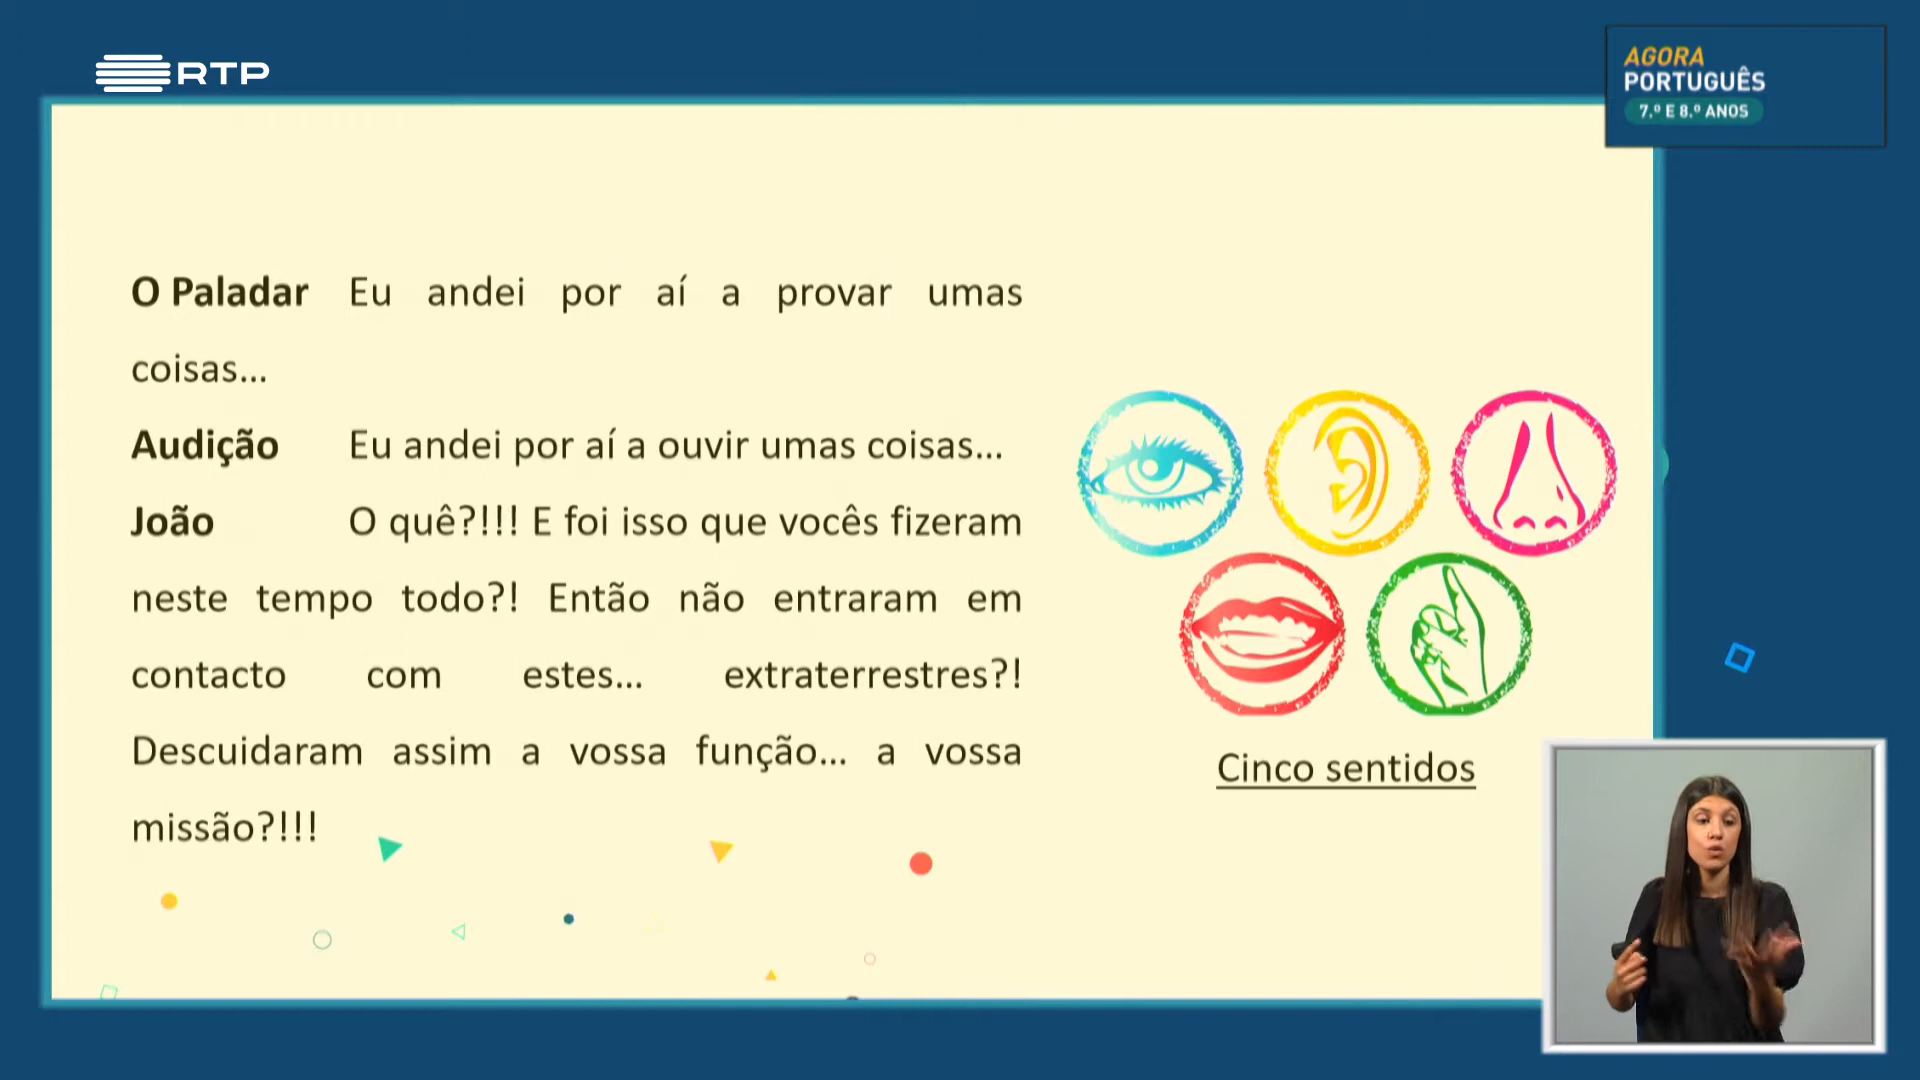 RTP
AGORA
PORTUGUÊS
7.º E 8.º ANOS
O Paladar Eu andei por aí a provar umas
coisas...
Audição Eu andei por aí a ouvir umas coisas...
João O quê?!!! E foi isso que vocês fizeram
neste tempo todo?! Então não entraram em
contacto com estes... extraterrestres?!
Descuidaram assim a vossa função... a vossa
missão?!!!
Cinco sentidos